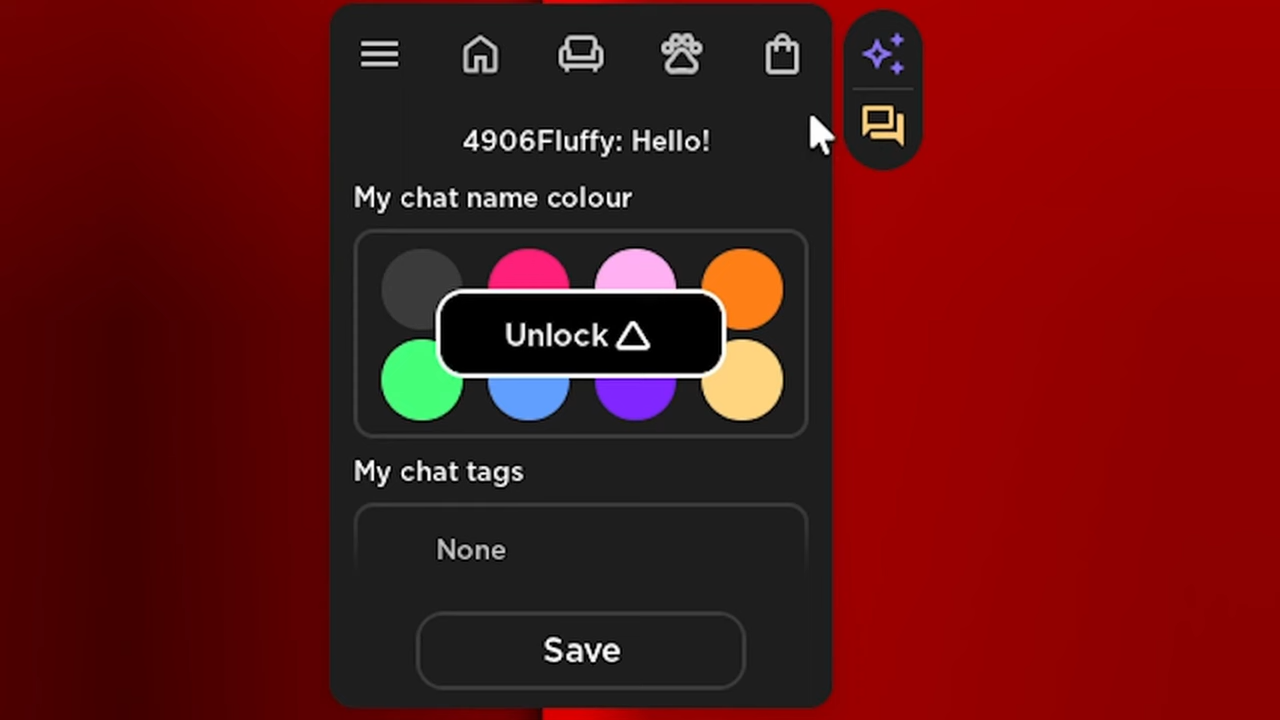 4906Fluffy: Hello!
My chat name colour
Unlock
My chat tags
None
Save